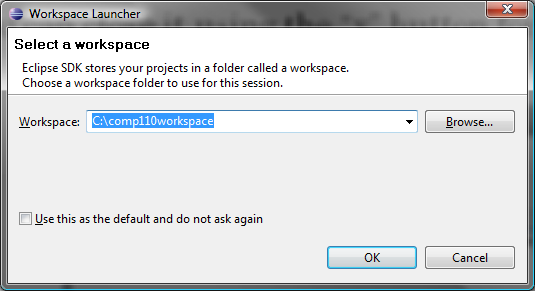 Workspace Launcher
Select a workspace
Eclipse SDK stores your projects in a folder called a workspace.
Choose a workspace folder to use for this session.
Workspace: C:\comp110workspace Browse...
Use this as the default and do not ask again
OK Cancel